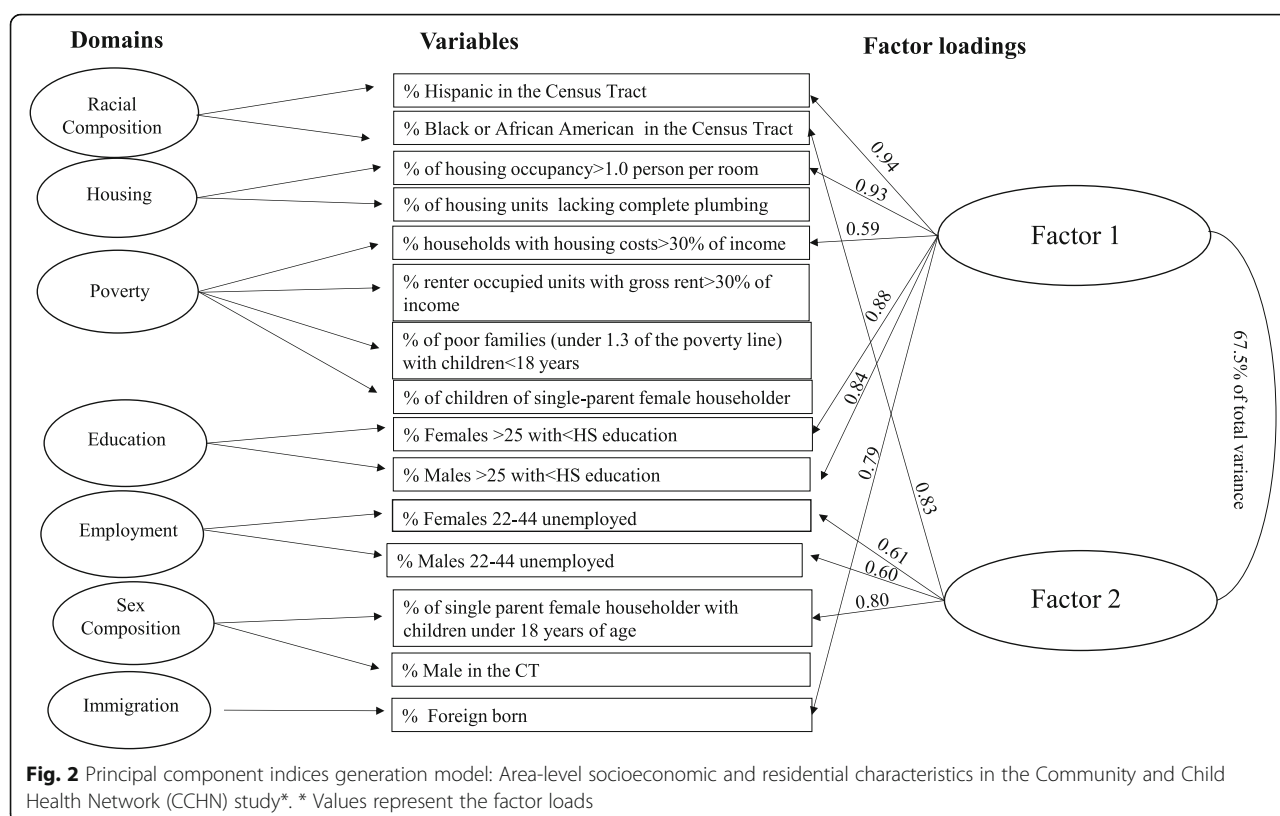 Domains
Variables
Factor loadings
Racial
Composition
Housing
Poverty
Education
Employment
Sex
Composition
Immigration
% Hispanic in the Census Tract
% Black or African American in the Census Tract
% of housing occupancy>1.0 person per room
% of housing units lacking complete plumbing
% households with housing costs>30% of income
% renter occupied units with gross rent>30% of
income
% of poor families (under 1.3 of the poverty line)
with children<18 years
% of children of single-parent female householder
% Females >25 with<HS education
% Males >25 with<HS education
% Females 22-44 unemployed
% Males 22-44 unemployed
% of single parent female householder with
children under 18 years of age
% Male in the CT
% Foreign born
0.94
0.93
0.59
0.88
0.84
0.79
0.83
0.61
0.60
0.80
Factor 1
Factor 2
67.5% of total variance
Fig. 2 Principal component indices generation model: Area-level socioeconomic and residential characteristics in the Community and Child
Health Network (CCHN) study*. * Values represent the factor loads